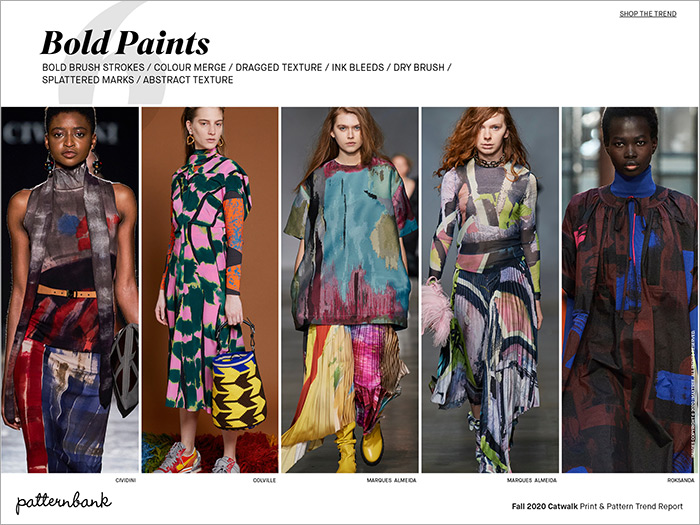 SHOP THE TREND
Bold Paints
BOLD BRUSH STROKES / COLOUR MERGE / DRAGGED TEXTURE / INK BLEEDS / DRY BRUSH /
SPLATTERED MARKS / ABSTRACT TEXTURE
CIVIDINI
CIVIDINI
COLVILLE
MARQUES ALMEIDA
MARQUES ALMEIDA
ROKSANDA
patternbank
Fall 2020 Catwalk Print & Pattern Trend Report